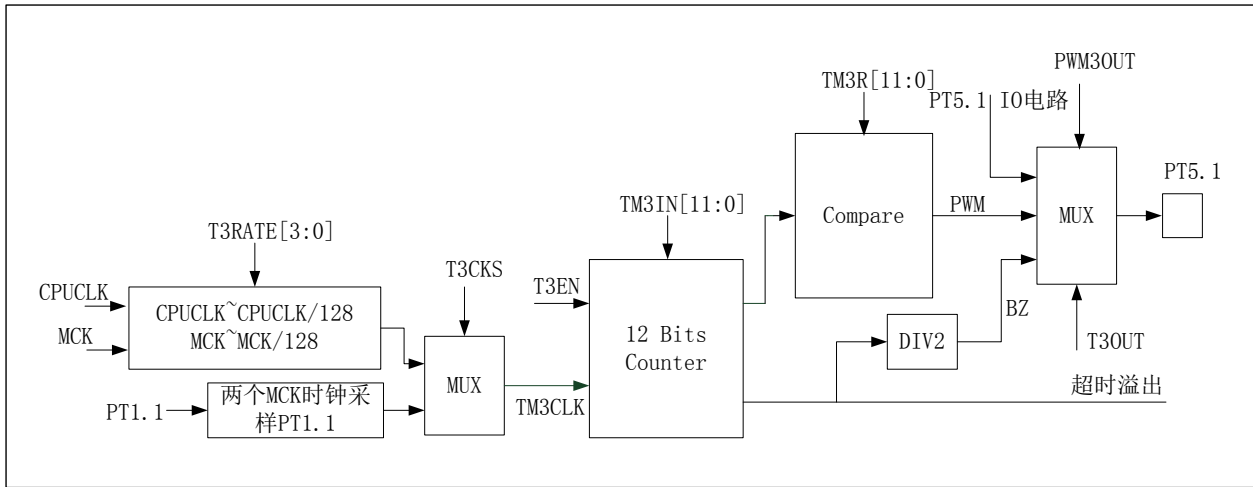 PWM3OUT
TM3R[11:0]
PT5.1 IO电路
PT5.1
TM3IN[11:0]
Compare
PWM
MUX
T3RATE[3:0]
T3CKS
T3EN
CPUCLK
CPUCLK~CPUCLK/128
MCK~MCK/128
MCK
12 Bits
Counter
BZ
DIV2
T3OUT
MUX
超时溢出
PT1.1
两个MCK时钟采
样PT1.1
TM3CLK